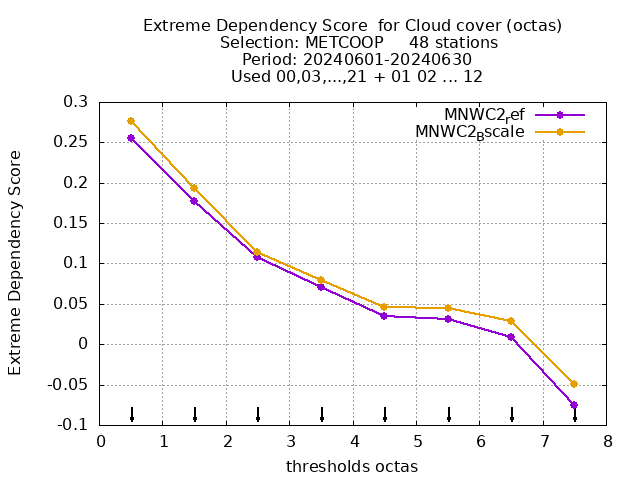 Extreme Dependency Score  for Cloud cover (octas)
Selection: METCOOP     48 stations
Period: 20240601-20240630
Used 00,03,...,21 + 01 02 ... 12
MNWC2_ref
MNWC2_Bscale
Extreme Dependency Score
0.3
0.25
0.2
0.15
0.1
0.05
0
-0.05
-0.1
0 1 2 3 4 5 6 7 8
thresholds octas